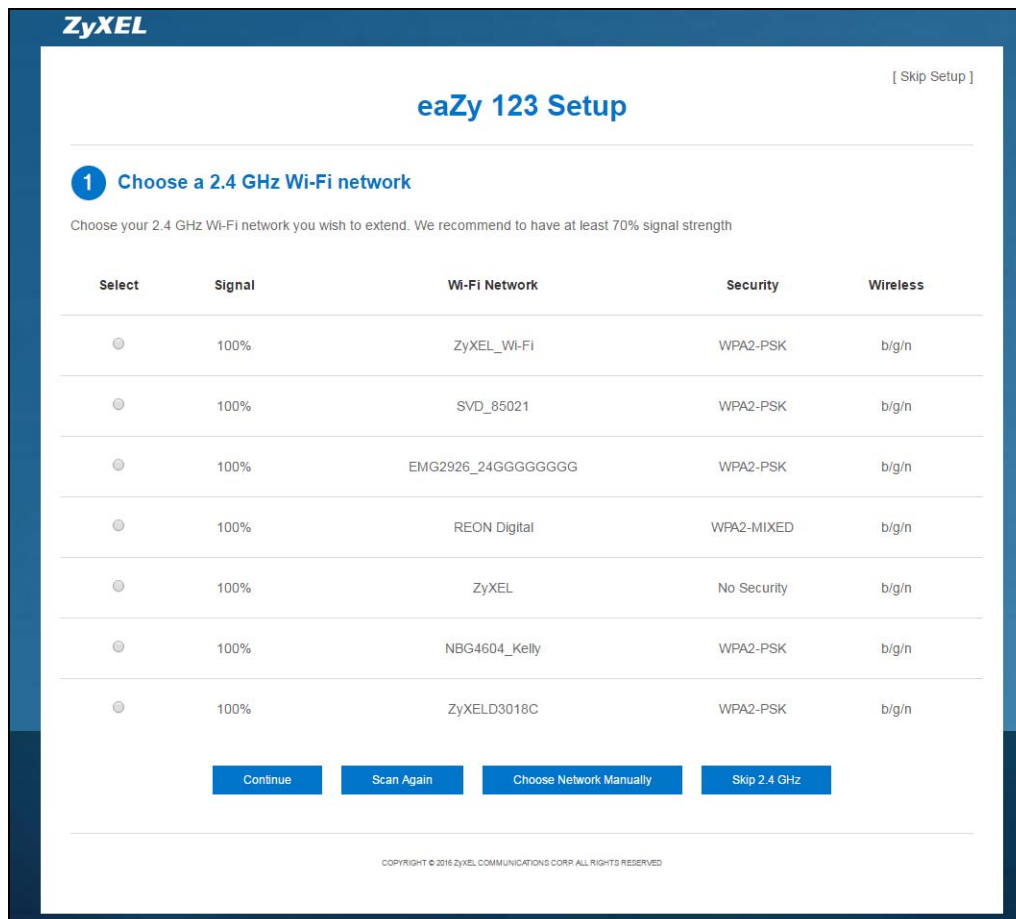 ZyXEL
[ Skip Setup ]
eaZy 123 Setup
1 Choose a 2.4 GHz Wi-Fi network
Choose your 2.4 GHz Wi-Fi network you wish to extend. We recommend to have at least 70% signal strength
Select Signal Wi-Fi Network Security Wireless
100% ZyXEL_Wi-Fi WPA2-PSK b/g/n
100% SVD_85021 WPA2-PSK b/g/n
100% EMG2926_24GGGGGGGG WPA2-PSK b/g/n
100% REON Digital WPA2-MIXED b/g/n
100% ZyXEL No Security b/g/n
100% NBG4604_Kelly WPA2-PSK b/g/n
100% ZyXELD3018C WPA2-PSK b/g/n
Continue Scan Again Choose Network Manually Skip 2.4 GHz
COPYRIGHT © 2016 ZyXEL COMMUNICATIONS CORP. ALL RIGHTS RESERVED